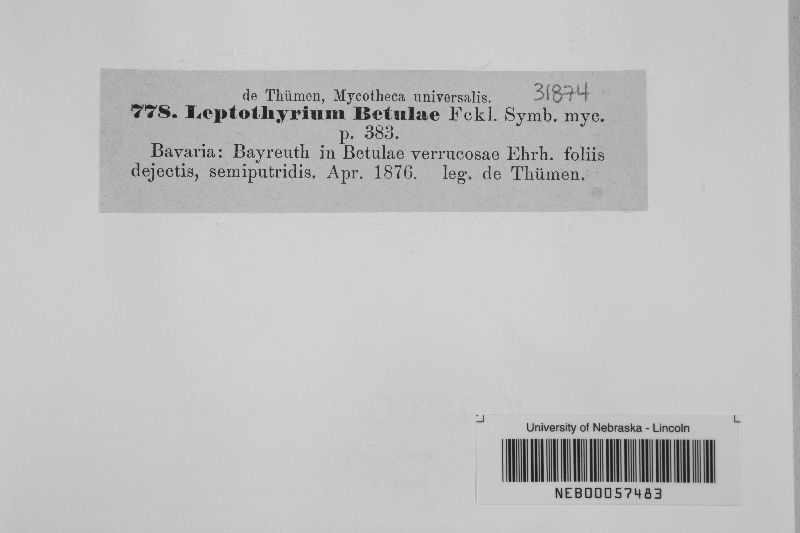 de Thümen, Mycotheca universalis. 31874
778. Leptothyrium Betulae Fckl. Symb. myc.
p. 383.
Bavaria: Bayreuth in Betulae verrucosae Ehrh. foliis
dejectis, semiputridis. Apr. 1876. leg. de Thümen.
University of Nebraska - Lincoln
NEB00057483